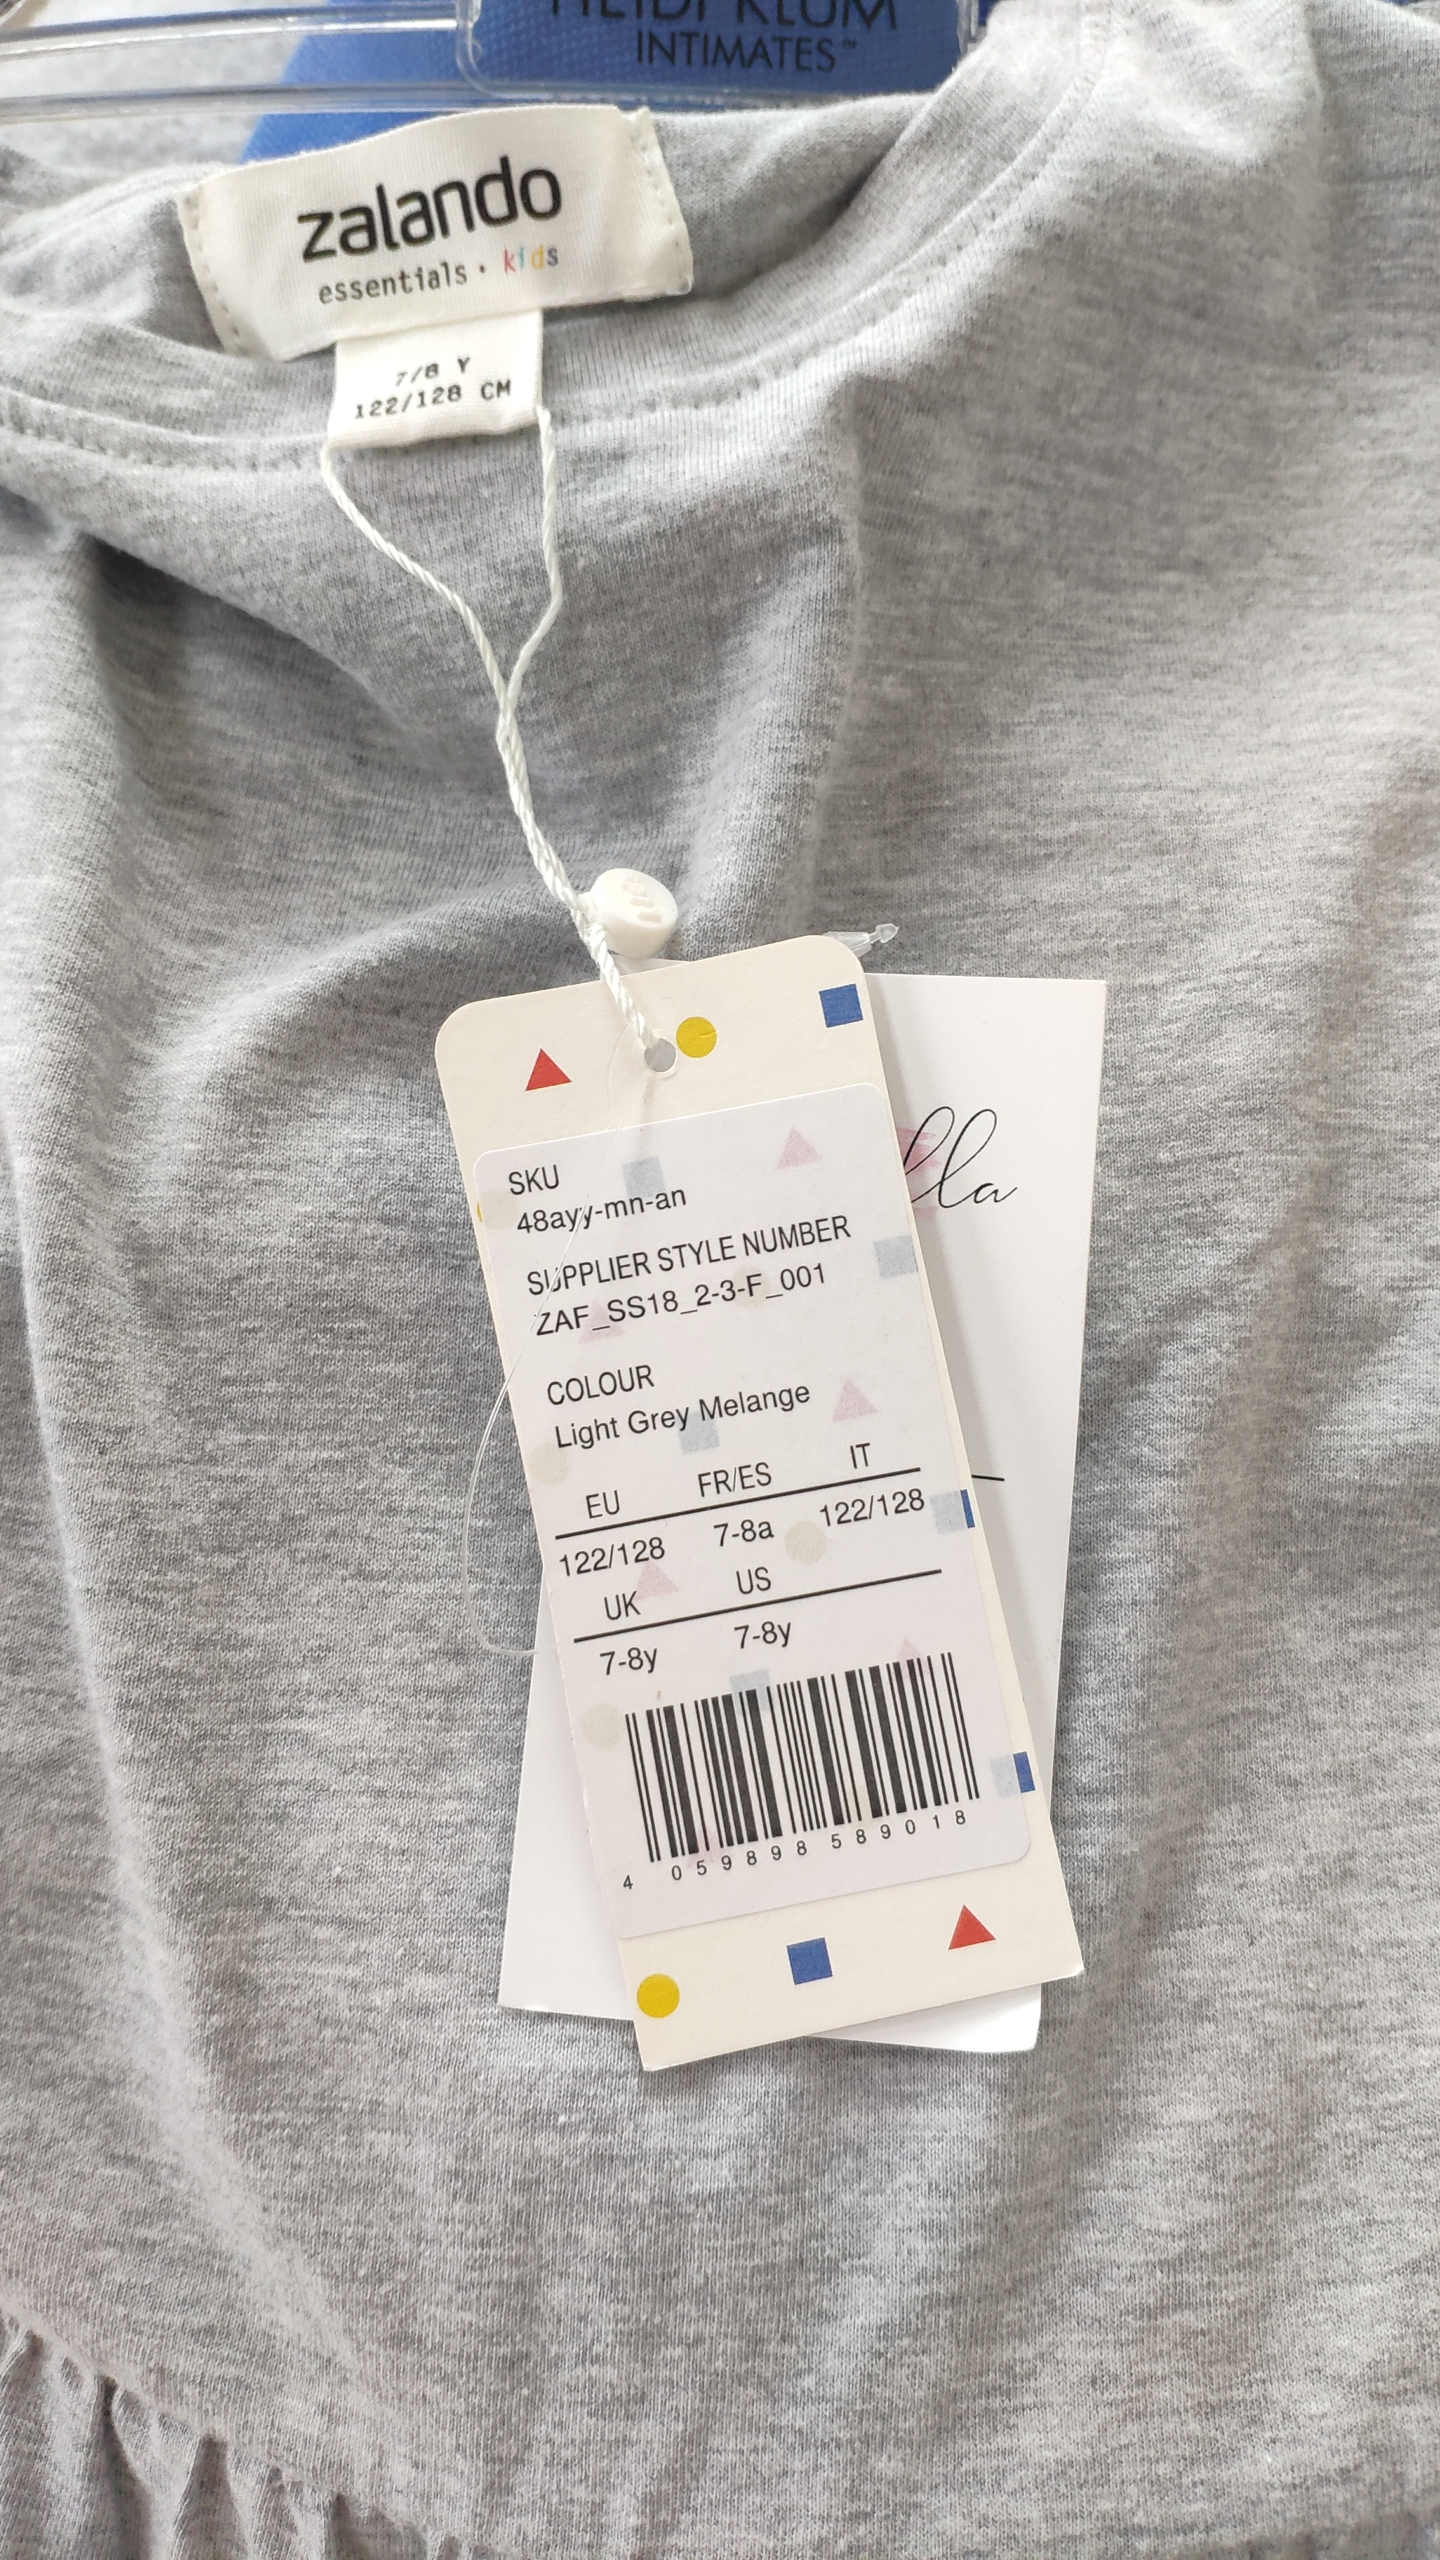 HEIDI KLUM
INTIMATES™
zalando
essentials · kids
7/8 Y
122/128 CM
SKU
48ayy-mn-an
SUPPLIER STYLE NUMBER
ZAF_SS18_2-3-F_001
COLOUR
Light Grey Melange
EU FR/ES IT
122/128 7-8a 122/128
UK US
7-8y 7-8y
4 059898 589018
lla